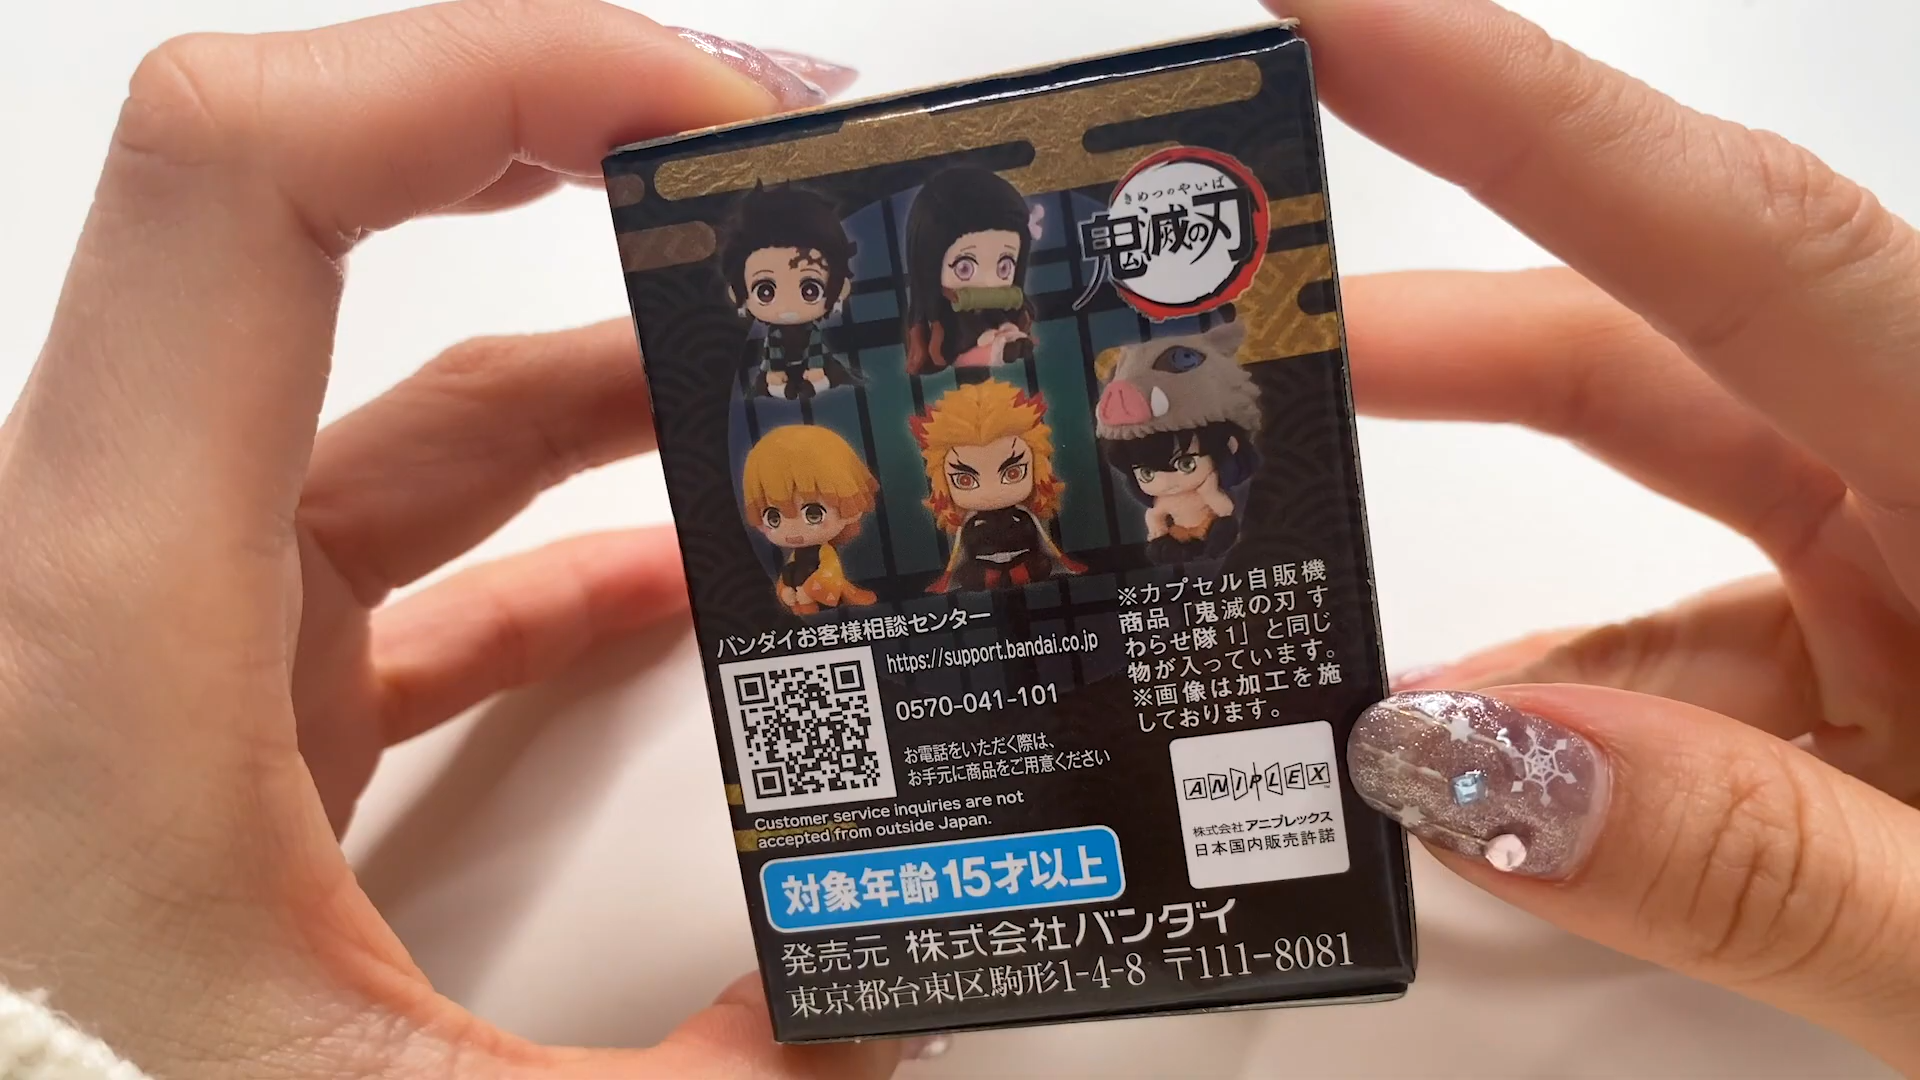 きめつのやいば
鬼滅の刃
※カプセル自販機
商品「鬼滅の刃 す
わらせ隊 1」と同じ
物が入っています。
※画像は加工を施
しております。
バンダイお客様相談センター
https://support.bandai.co.jp
0570-041-101
お電話をいただく際は、
お手元に商品をご用意ください
Customer service inquiries are not
accepted from outside Japan.
ANIPLEX
株式会社アニプレックス
日本国内販売許諾
対象年齢15才以上
発売元 株式会社バンダイ
東京都台東区駒形1-4-8 〒111-8081